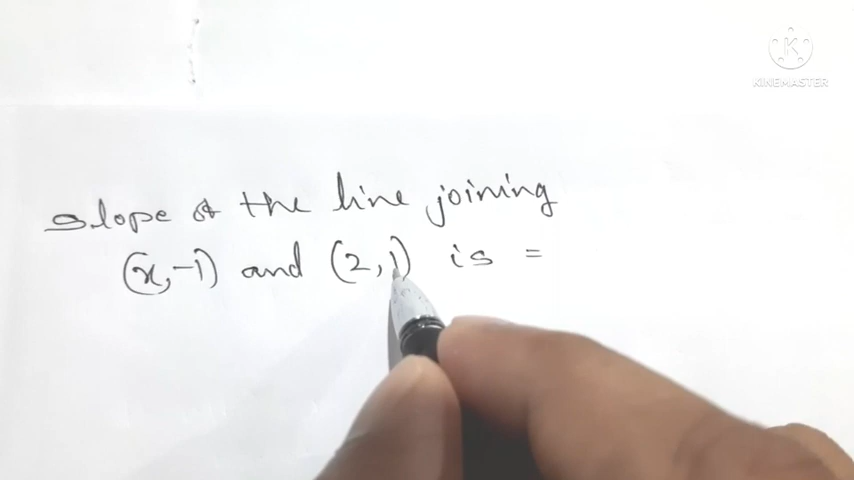 K
KINEMASTER
Slope of the line joining
(x,-1) and (2,1) is =